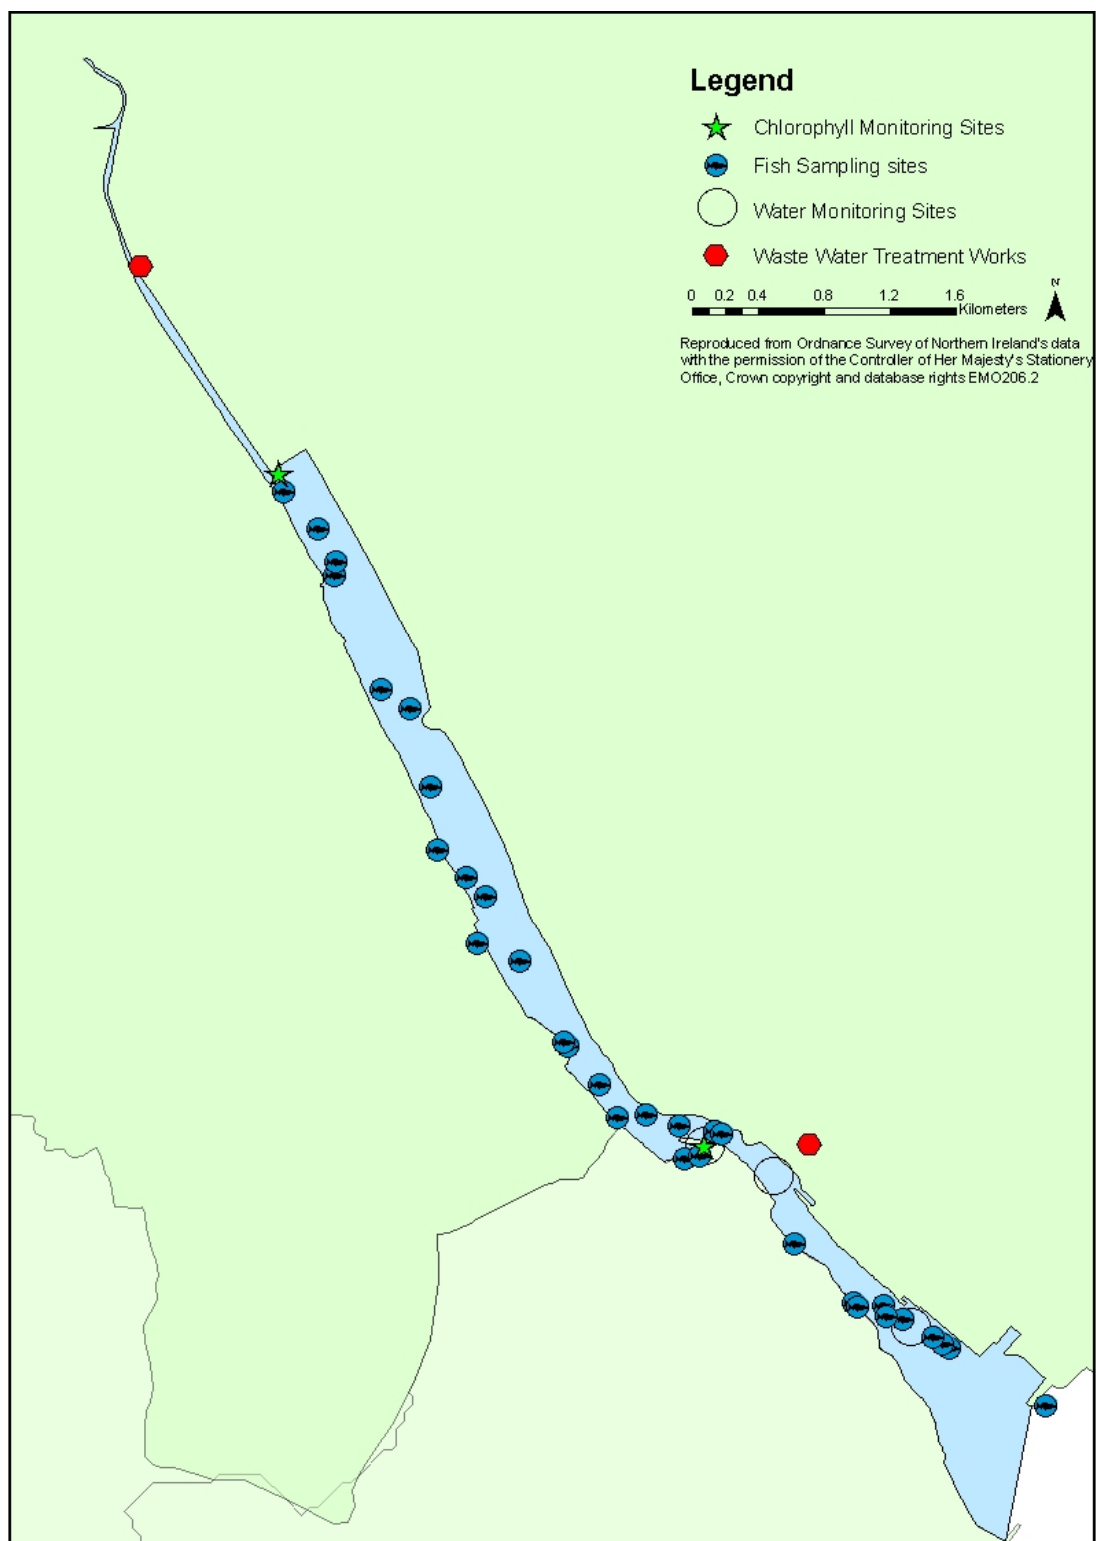 Legend
Chlorophyll Monitoring Sites
Fish Sampling sites
Water Monitoring Sites
Waste Water Treatment Works
0 0.2 0.4 0.8 1.2 1.6
Kilometers
N
Reproduced from Ordnance Survey of Northern Ireland's data
with the permission of the Controller of Her Majesty's Stationery
Office, Crown copyright and database rights EMO206.2